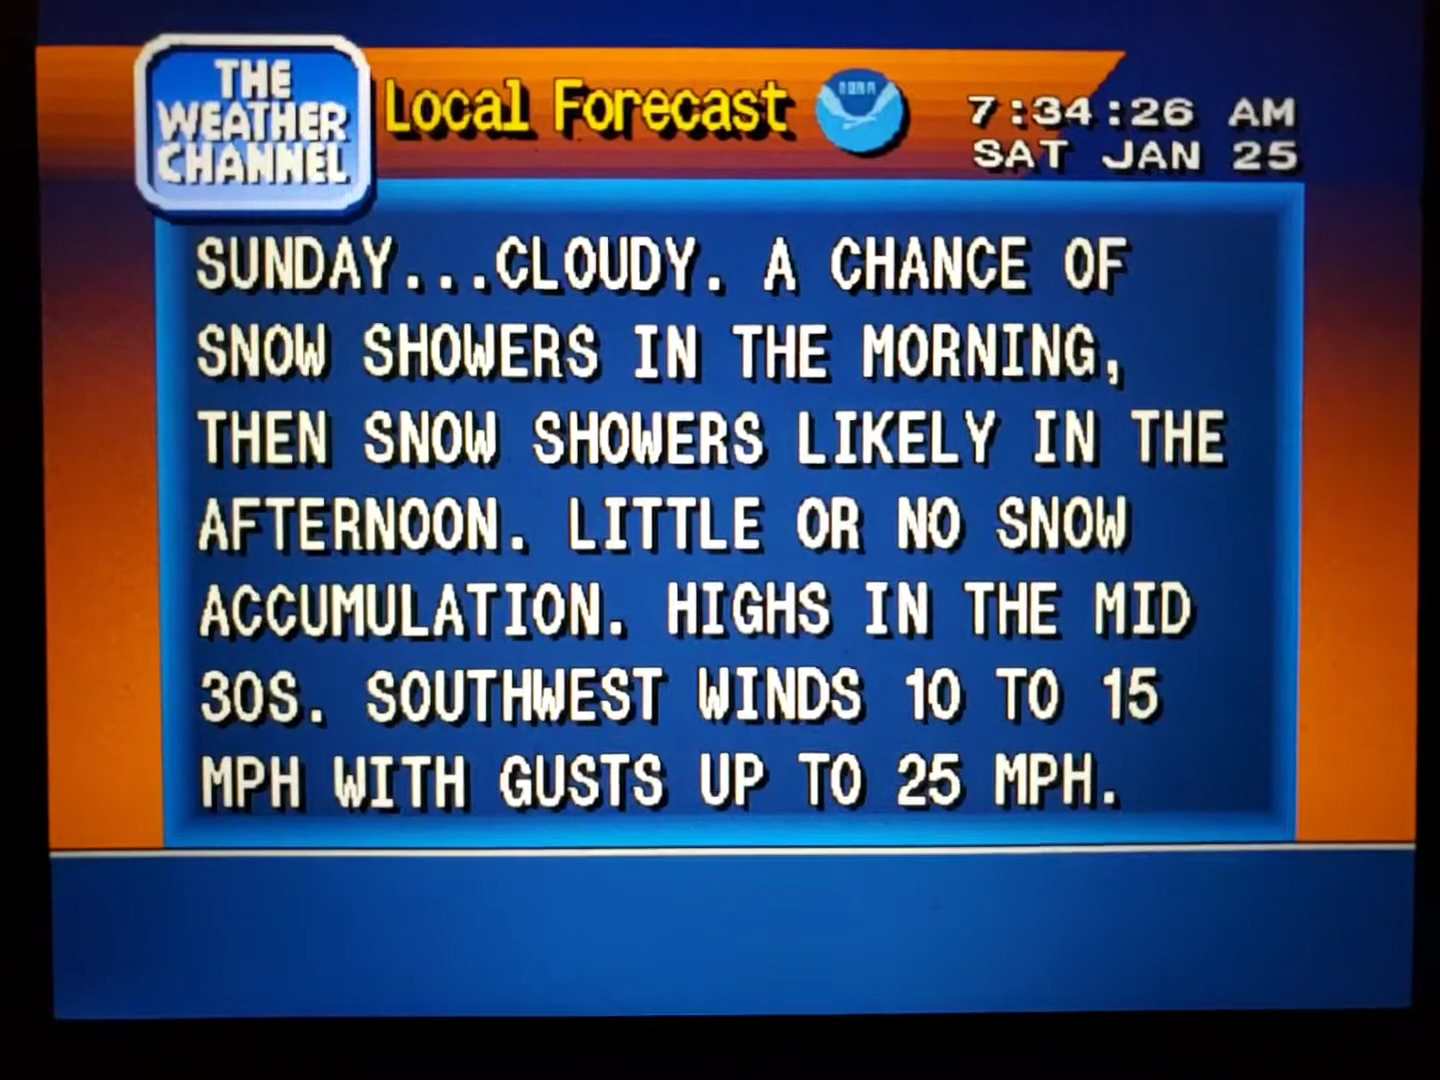 THE
WEATHER
CHANNEL
Local Forecast
NOAA
7:34:26 AM
SAT JAN 25
SUNDAY...CLOUDY. A CHANCE OF
SNOW SHOWERS IN THE MORNING,
THEN SNOW SHOWERS LIKELY IN THE
AFTERNOON. LITTLE OR NO SNOW
ACCUMULATION. HIGHS IN THE MID
30S. SOUTHWEST WINDS 10 TO 15
MPH WITH GUSTS UP TO 25 MPH.